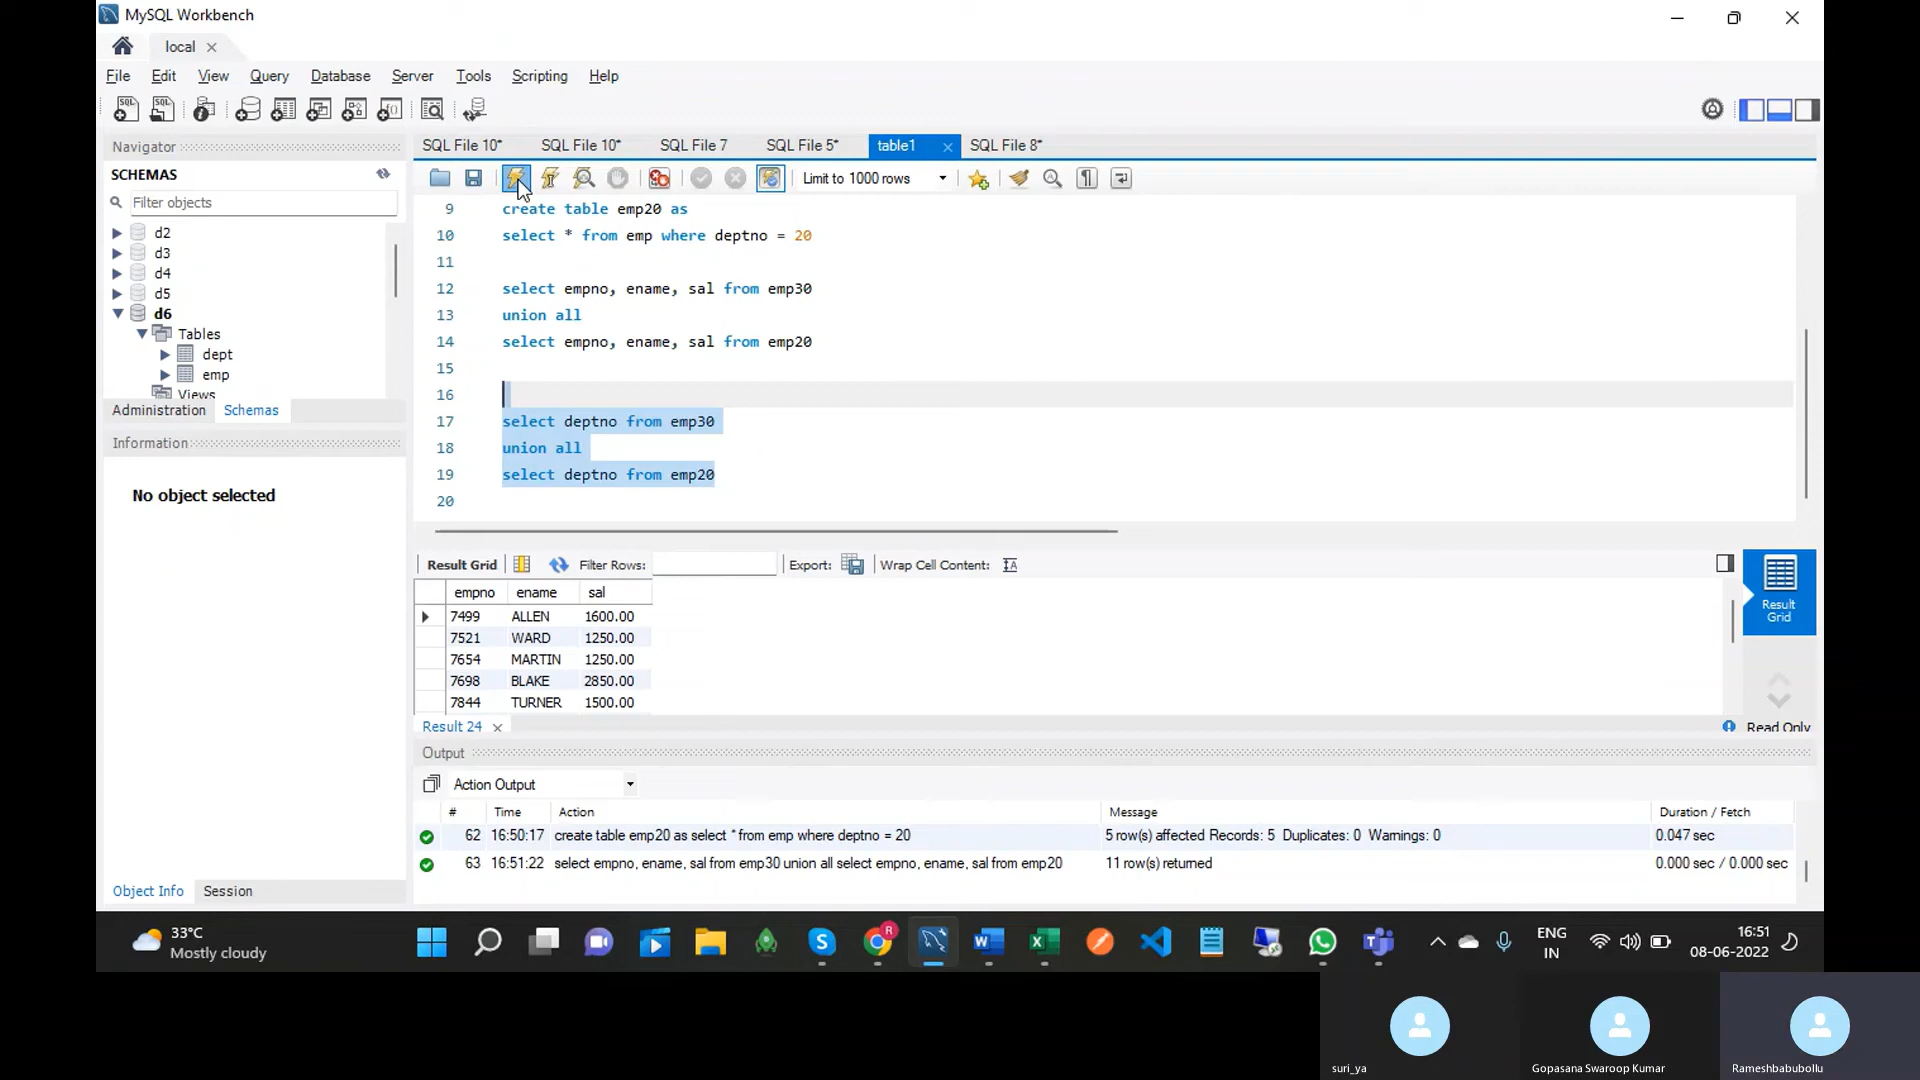 MySQL Workbench
local
File Edit View Query Database Server Tools Scripting Help
Navigator
SCHEMAS
Filter objects
d2
d3
d4
d5
d6
Tables
dept
emp
Views
Administration Schemas
Information
No object selected
Object Info Session
SQL File 10* SQL File 10* SQL File 7 SQL File 5* table1 SQL File 8*
Limit to 1000 rows
9 create table emp20 as
10 select * from emp where deptno = 20
11
12 select empno, ename, sal from emp30
13 union all
14 select empno, ename, sal from emp20
15
16
17 select deptno from emp30
18 union all
19 select deptno from emp20
20
Result Grid Filter Rows: Export: Wrap Cell Content:
empno ename sal
7499 ALLEN 1600.00
7521 WARD 1250.00
7654 MARTIN 1250.00
7698 BLAKE 2850.00
7844 TURNER 1500.00
Result
Grid
Result 24
Read Only
Output
Action Output
# Time Action Message Duration / Fetch
62 16:50:17 create table emp20 as select * from emp where deptno = 20 5 row(s) affected Records: 5 Duplicates: 0 Warnings: 0 0.047 sec
63 16:51:22 select empno, ename, sal from emp30 union all select empno, ename, sal from emp20 11 row(s) returned 0.000 sec / 0.000 sec
33°C
Mostly cloudy
R
ENG
IN
16:51
08-06-2022
suri_ya Gopasana Swaroop Kumar Rameshbabubollu